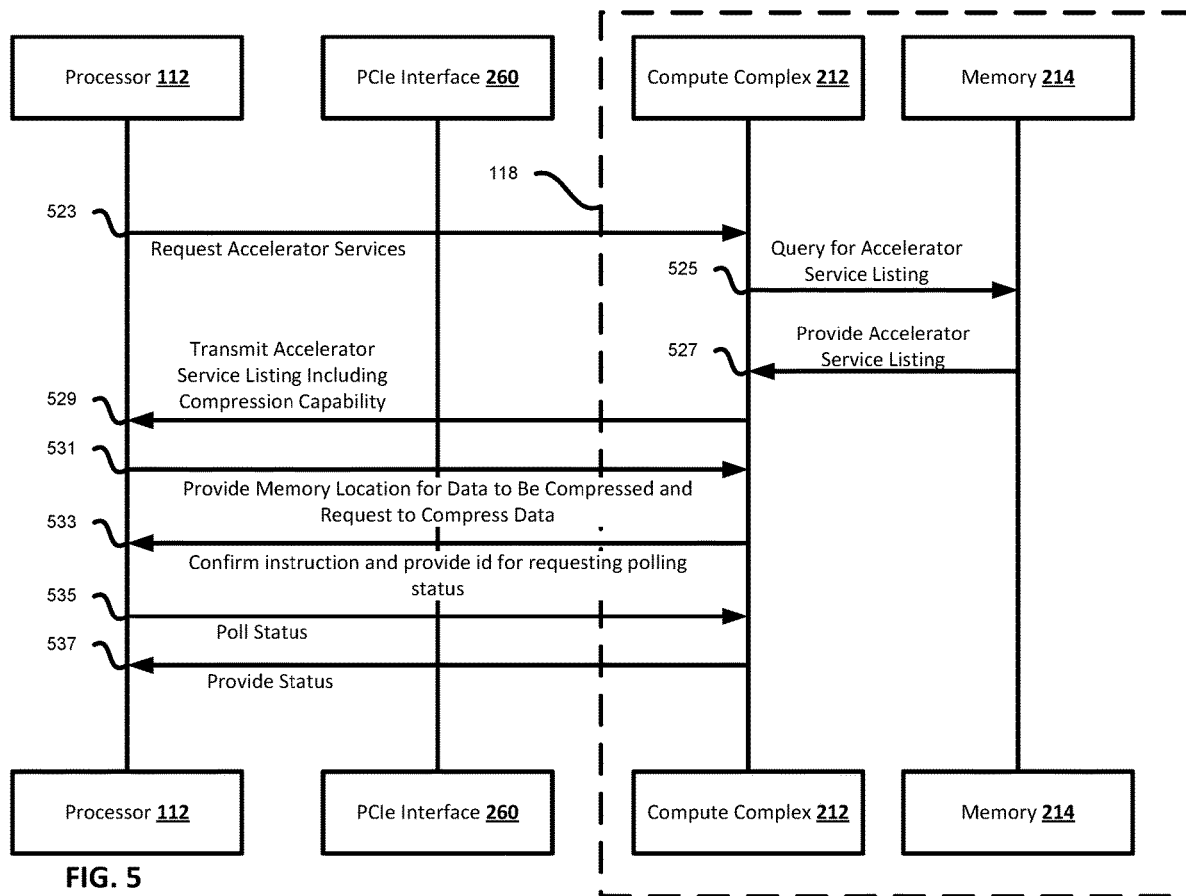 Processor 112
PCIe Interface 260
Compute Complex 212
Memory 214
118
523
Request Accelerator Services
Query for Accelerator
Service Listing
525
Provide Accelerator
Service Listing
527
Transmit Accelerator
Service Listing Including
Compression Capability
529
531
Provide Memory Location for Data to Be Compressed and
Request to Compress Data
533
Confirm instruction and provide id for requesting polling
status
535
Poll Status
537
Provide Status
Processor 112
PCIe Interface 260
Compute Complex 212
Memory 214
FIG. 5